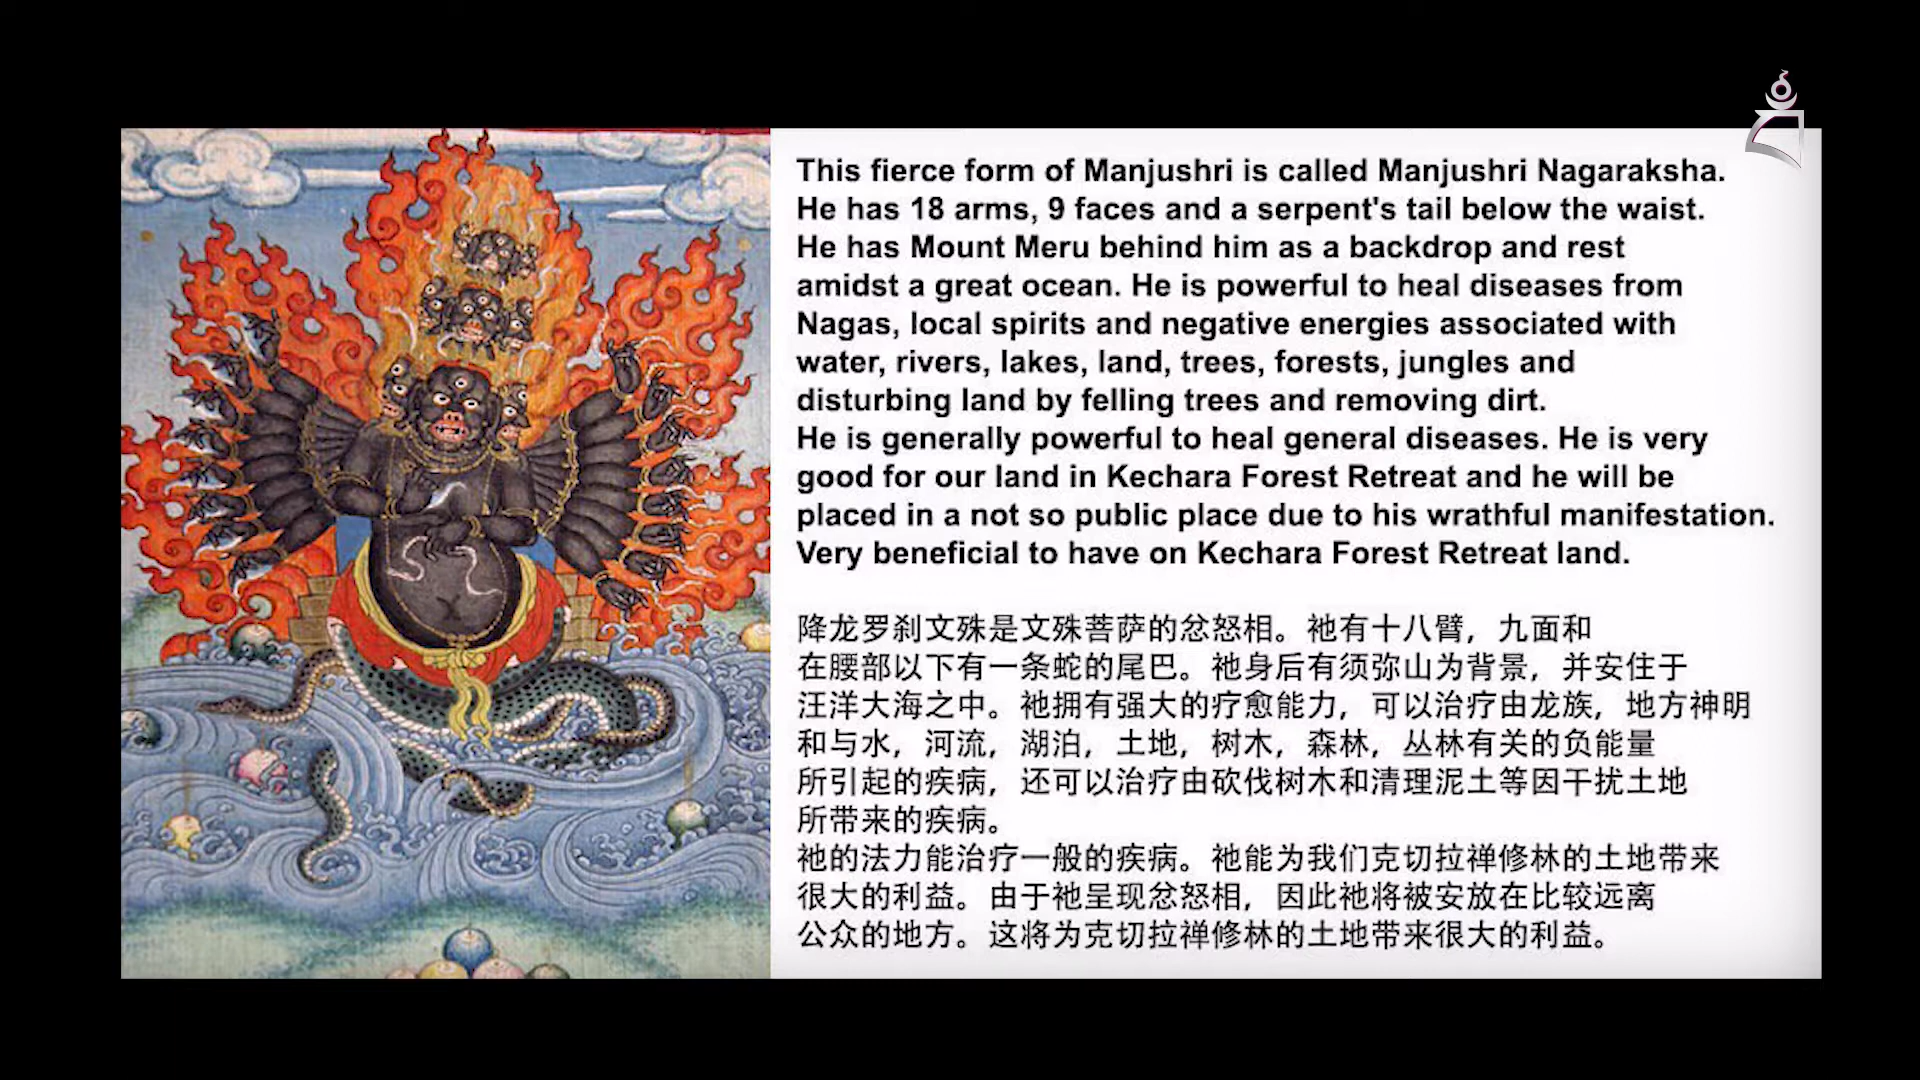 This fierce form of Manjushri is called Manjushri Nagaraksha.
He has 18 arms, 9 faces and a serpent's tail below the waist.
He has Mount Meru behind him as a backdrop and rest
amidst a great ocean. He is powerful to heal diseases from
Nagas, local spirits and negative energies associated with
water, rivers, lakes, land, trees, forests, jungles and
disturbing land by felling trees and removing dirt.
He is generally powerful to heal general diseases. He is very
good for our land in Kechara Forest Retreat and he will be
placed in a not so public place due to his wrathful manifestation.
Very beneficial to have on Kechara Forest Retreat land.
降龙罗刹文殊是文殊菩萨的忿怒相。祂有十八臂，九面和
在腰部以下有一条蛇的尾巴。祂身后有须弥山为背景，并安住于
汪洋大海之中。祂拥有强大的疗愈能力，可以治疗由龙族，地方神明
和与水，河流，湖泊，土地，树木，森林，丛林有关的负能量
所引起的疾病，还可以治疗由砍伐树木和清理泥土等因干扰土地
所带来的疾病。
祂的法力能治疗一般的疾病。祂能为我们克切拉禅修林的土地带来
很大的利益。由于祂呈现忿怒相，因此祂将被安放在比较远离
公众的地方。这将为克切拉禅修林的土地带来很大的利益。